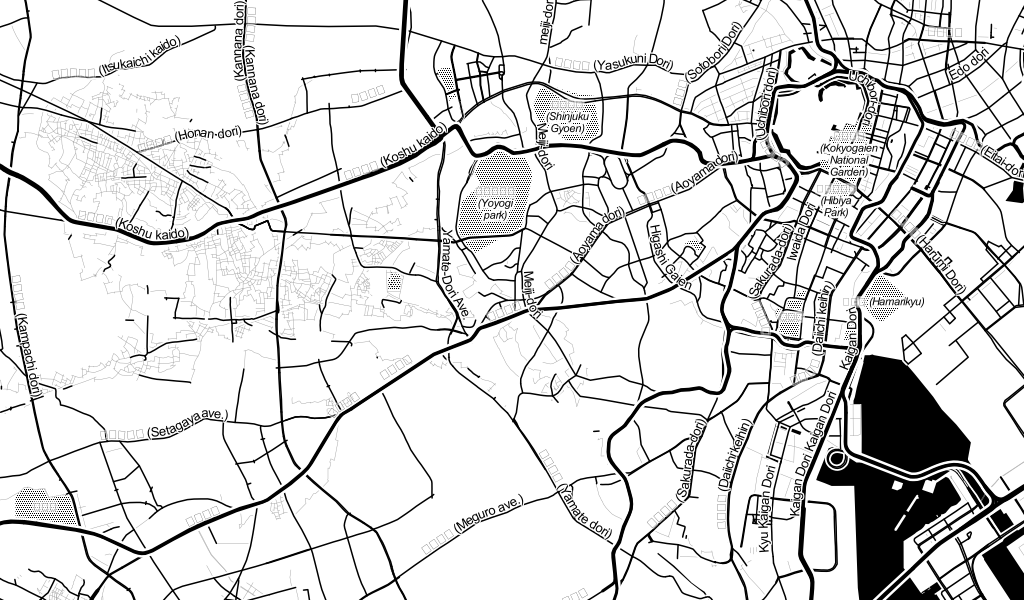 (Kannana dori)
(Kannana dori)
meiji-dori
(Itsukaichi kaido)
(Yasukuni Dori)
(Sotobori Dori)
Edo dori
(Uchibori dori)
(Shinjuku
Gyoen)
(Honan-dori)
(Koshu kaido)
Meiji-dori
(Kokyogaien
National
Garden)
(Eitai-dori)
(Aoyama dori)
(Yoyogi
park)
(Hibiya
Park)
(Koshu kaido)
(Aoyama dori)
Higashi Gaien
Iwaida Dori
Sakurada-dori)
(Harumi Dori)
Yamate-Dori Ave.
Meiji-dori
(Hamarikyu)
(Kampachi dori)
(Daiichi keihin)
Kaigan Dori
(Setagaya ave.)
(Sakurada-dori)
(Daiichi keihin)
Kaigan Dori Kaigan Dori
Kyu Kaigan Dori
(Meguro ave.)
(Yamate dori)